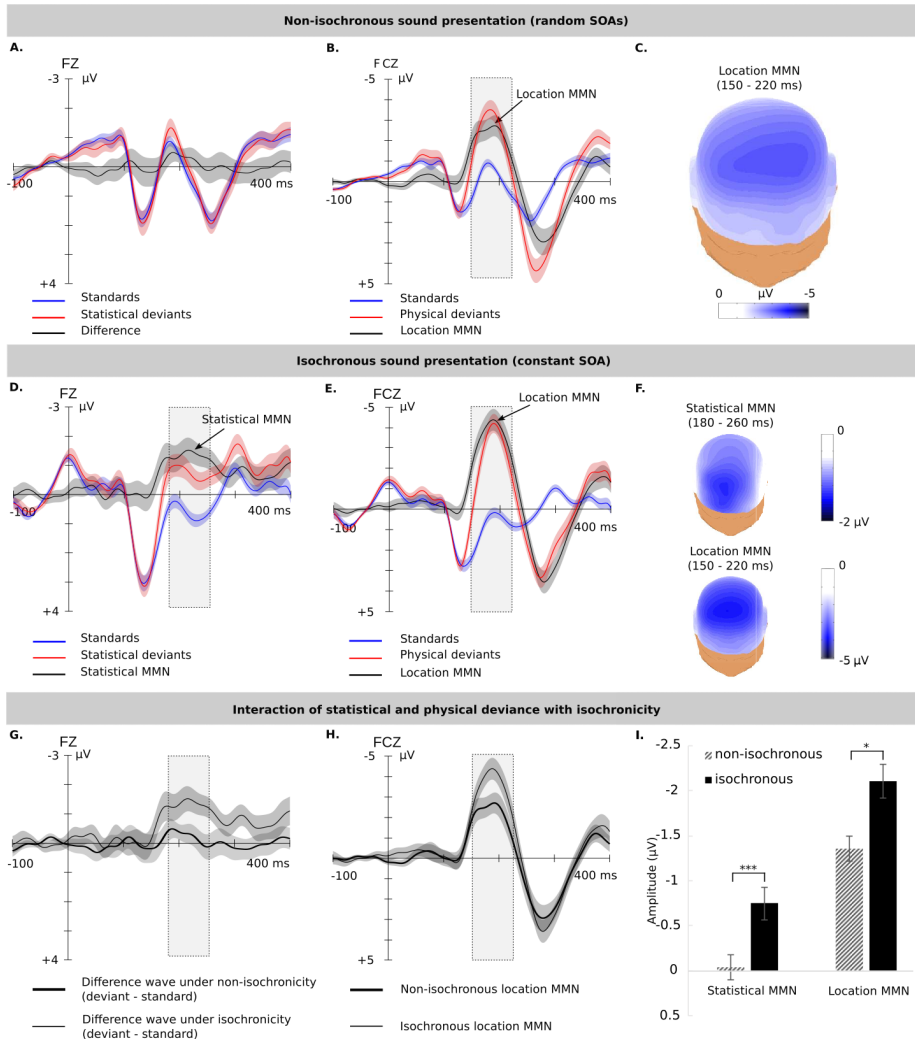 Non-isochronous sound presentation (random SOAs)
A.
FZ
-3
µV
-100
400 ms
+4
Standards
Statistical deviants
Difference
B.
F CZ
-5
µV
Location MMN
-100
400 ms
+5
Standards
Physical deviants
Location MMN
C.
Location MMN
(150 - 220 ms)
0 µV -5
Isochronous sound presentation (constant SOA)
D.
FZ
-3
µV
Statistical MMN
-100
400 ms
+4
Standards
Statistical deviants
Statistical MMN
E.
FCZ
-5
µV
Location MMN
-100
400 ms
+5
Standards
Physical deviants
Location MMN
F.
Statistical MMN
(180 - 260 ms)
0
-2 µV
Location MMN
(150 - 220 ms)
0
-5 µV
Interaction of statistical and physical deviance with isochronicity
G.
FZ
-3
µV
-100
400 ms
+4
Difference wave under non-isochronicity
(deviant - standard)
Difference wave under isochronicity
(deviant - standard)
H.
FCZ
-5
µV
-100
400 ms
+5
Non-isochronous location MMN
Isochronous location MMN
I.
-2.5
-2
-1.5
-1
-0.5
0
0.5
Amplitude (µV)
non-isochronous
isochronous
***
*
Statistical MMN
Location MMN